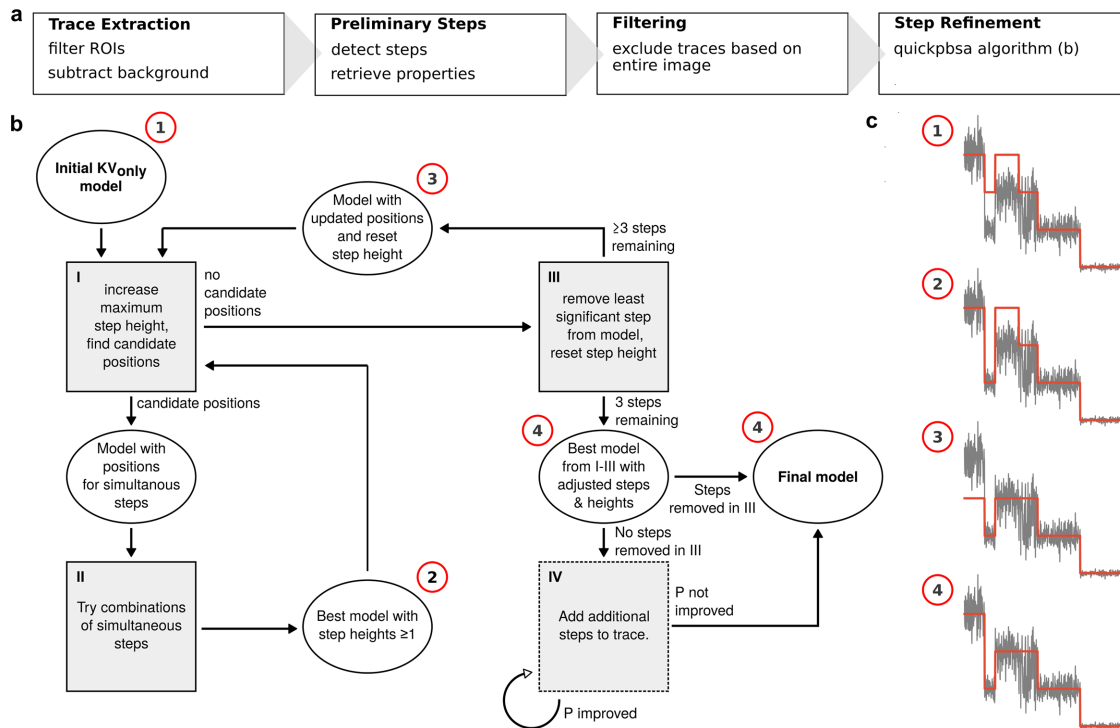 a
Trace Extraction
filter ROIs
subtract background
Preliminary Steps
detect steps
retrieve properties
Filtering
exclude traces based on
entire image
Step Refinement
quickpbsa algorithm (b)
b
1
Initial KVonly
model
3
Model with
updated positions
and reset
step height
≥3 steps
remaining
I
increase
maximum
step height,
find candidate
positions
no
candidate
positions
III
remove least
significant step
from model,
reset step height
candidate positions
3 steps
remaining
Model with
positions
for simultanous
steps
4
Best model
from I-III with
adjusted steps
& heights
Steps
removed in III
4
Final model
No steps
removed in III
II
Try combinations
of simultaneous
steps
2
Best model with
step heights ≥1
IV
Add additional
steps to trace.
P not
improved
P improved
c
1
2
3
4